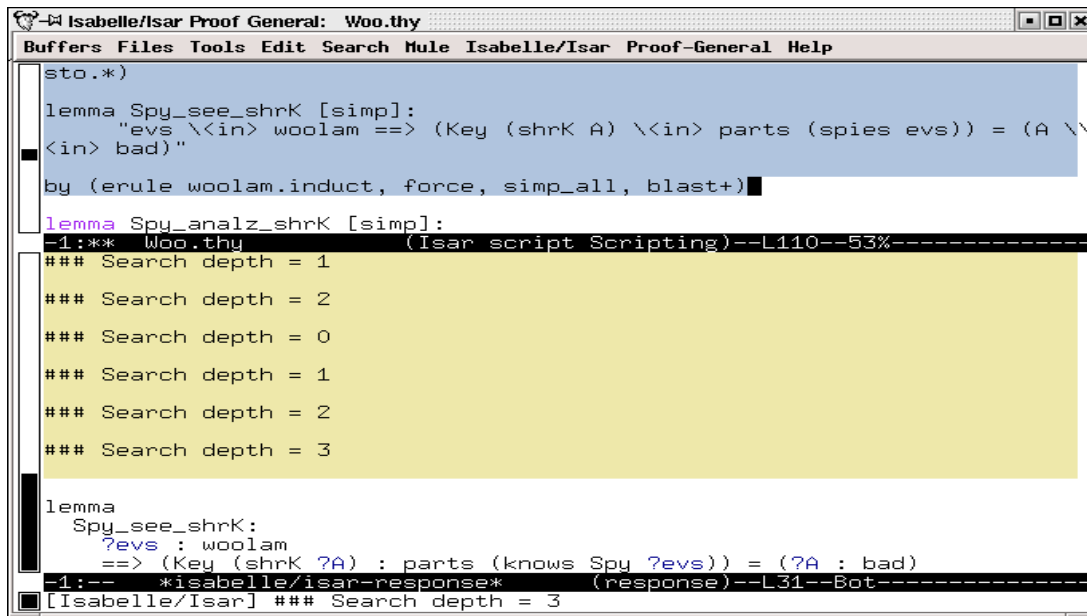 Isabelle/Isar Proof General:  Woo.thy
Buffers Files Tools Edit Search Mule Isabelle/Isar Proof-General Help
sto.*)
lemma Spy_see_shrK [simp]:
      "evs \<in> woolam ==> (Key (shrK A) \<in> parts (spies evs)) = (A \\
<in> bad)"
by (erule woolam.induct, force, simp_all, blast+)
lemma Spy_analz_shrK [simp]:
-1:**  Woo.thy            (Isar script Scripting)--L110--53%--------------
### Search depth = 1
### Search depth = 2
### Search depth = 0
### Search depth = 1
### Search depth = 2
### Search depth = 3
lemma
  Spy_see_shrK:
    ?evs : woolam
    ==> (Key (shrK ?A) : parts (knows Spy ?evs)) = (?A : bad)
-1:--   *isabelle/isar-response*      (response)--L31--Bot----------------
[Isabelle/Isar] ### Search depth = 3